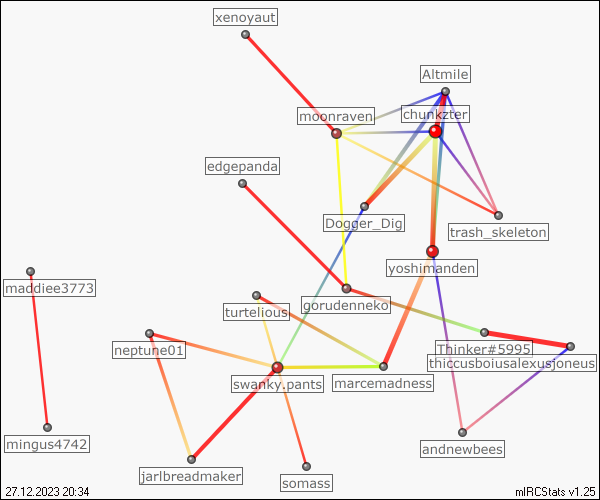 xenoyaut
Altmile
moonraven
chunkzter
edgepanda
Dogger_Dig
trash_skeleton
yoshimanden
maddiee3773
turtelious
gorudenneko
neptune01
Thinker#5995
thiccusboiusalexusjoneus
swanky.pants
marcemadness
mingus4742
andnewbees
jarlbreadmaker
somass
27.12.2023 20:34
mIRCStats v1.25